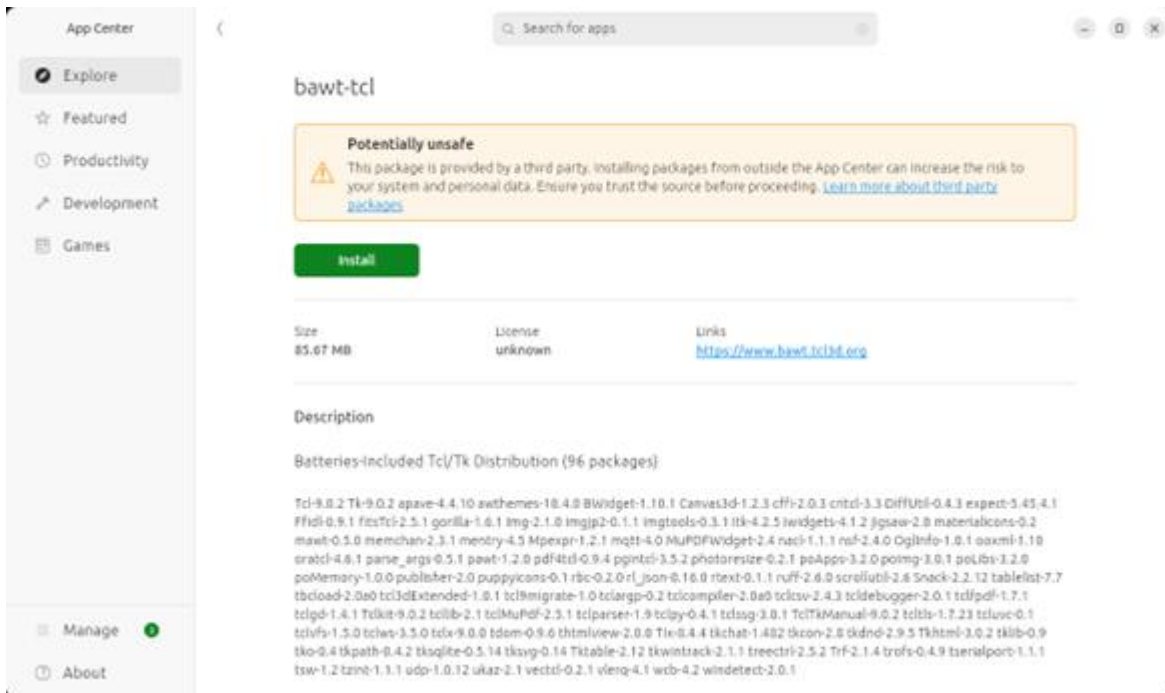 App Center
Search for apps
Explore
Featured
Productivity
Development
Games
Manage
About
bawt-tcl
Potentially unsafe
This package is provided by a third party. Installing packages from outside the App Center can increase the risk to
your system and personal data. Ensure you trust the source before proceeding. Learn more about third party
packages
Install
Size
85.67 MB
License
unknown
Links
https://www.bawt.tcl3d.org
Description
Batteries-Included Tcl/Tk Distribution (96 packages)
Tcl-9.0.2 Tk-9.0.2 apave-4.4.10 awthemes-10.4.0 BWidget-1.10.1 Canvas3d-1.2.3 cffi-2.0.3 critcl-3.3 DiffUtil-0.4.3 expect-5.45.4.1
Ffidl-0.9.1 fitsTcl-2.5.1 gorilla-1.6.1 Img-2.1.0 imgjp2-0.1.1 imgtools-0.3.1 Itk-4.2.5 iwidgets-4.1.2 jigsaw-2.0 materialicons-0.2
mawt-0.5.0 memchan-2.3.1 mentry-4.5 Mpexpr-1.2.1 mqtt-4.0 MuPDFWidget-2.4 nacl-1.1.1 nsf-2.4.0 OglInfo-1.0.1 ooxml-1.10
oratcl-4.6.1 parse_args-0.5.1 pawt-1.2.0 pdf4tcl-0.9.4 pgintcl-3.5.2 photoresize-0.2.1 poApps-3.2.0 poImg-3.0.1 poLibs-3.2.0
poMemory-1.0.0 publisher-2.0 puppyicons-0.1 rbc-0.2.0 rl_json-0.16.0 rtext-0.1.1 ruff-2.6.0 scrollutil-2.6 Snack-2.2.12 tablelist-7.7
tbcload-2.0a0 tcl3dExtended-1.0.1 tcl9migrate-1.0 tclargp-0.2 tclcompiler-2.0a0 tclcsv-2.4.3 tcldebugger-2.0.1 tclfpdf-1.7.1
tclgd-1.4.1 Tclkit-9.0.2 tcllib-2.1 tclMuPdf-2.5.1 tclparser-1.9 tclpy-0.4.1 tclssg-3.0.1 TclTkManual-9.0.2 tcltls-1.7.23 tcluvc-0.1
tclvfs-1.5.0 tclws-3.5.0 tclx-9.0.0 tdom-0.9.6 thtmlview-2.0.0 Tix-8.4.4 tkchat-1.482 tkcon-2.8 tkdnd-2.9.5 Tkhtml-3.0.2 tklib-0.9
tko-0.4 tkpath-0.4.2 tksqlite-0.5.14 tksvg-0.14 Tktable-2.12 tkwintrack-2.1.1 treectrl-2.5.2 Trf-2.1.4 trofs-0.4.9 tserialport-1.1.1
tsw-1.2 tzint-1.1.1 udp-1.0.12 ukaz-2.1 vectcl-0.2.1 vlerq-4.1 wcb-4.2 windetect-2.0.1